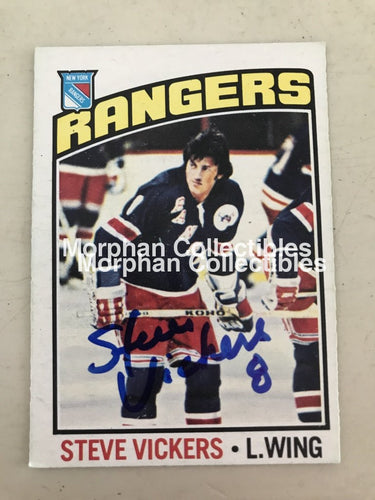 NEW YORK
RANGERS
RANGERS
Morphan Collectibles
Morphan Collectibles
KOHO
Steve
Vickers
8
STEVE VICKERS • L.WING